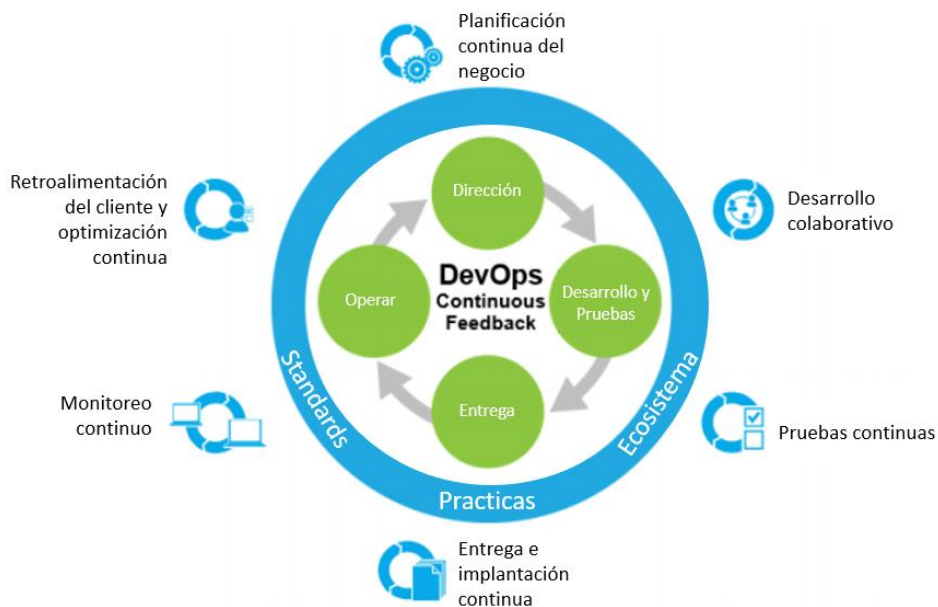 Planificación
continua del
negocio
Retroalimentación
del cliente y
optimización
continua
Desarrollo
colaborativo
Dirección
Operar
DevOps
Continuous
Feedback
Desarrollo y
Pruebas
Entrega
Standards
Practicas
Ecosistema
Monitoreo
continuo
Pruebas continuas
Entrega e
implantación
continua